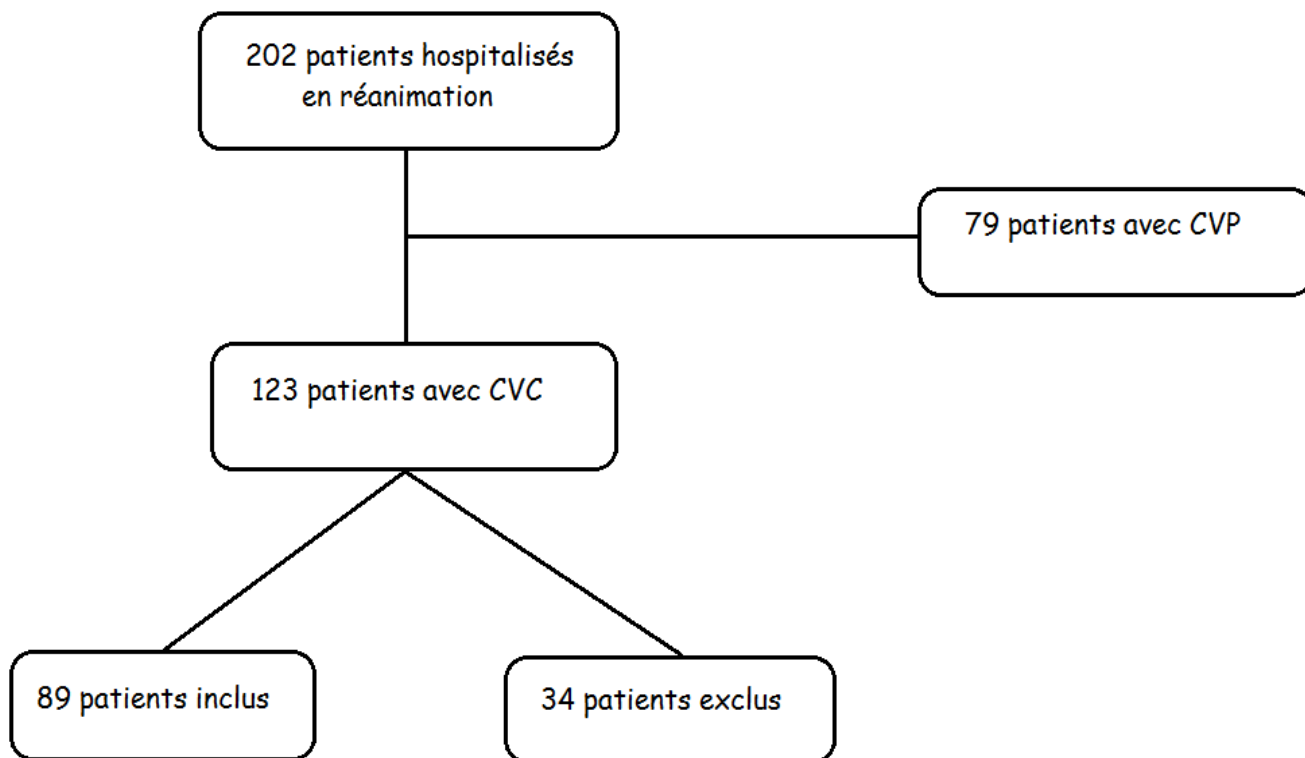 202 patients hospitalisés
en réanimation
79 patients avec CVP
123 patients avec CVC
89 patients inclus
34 patients exclus